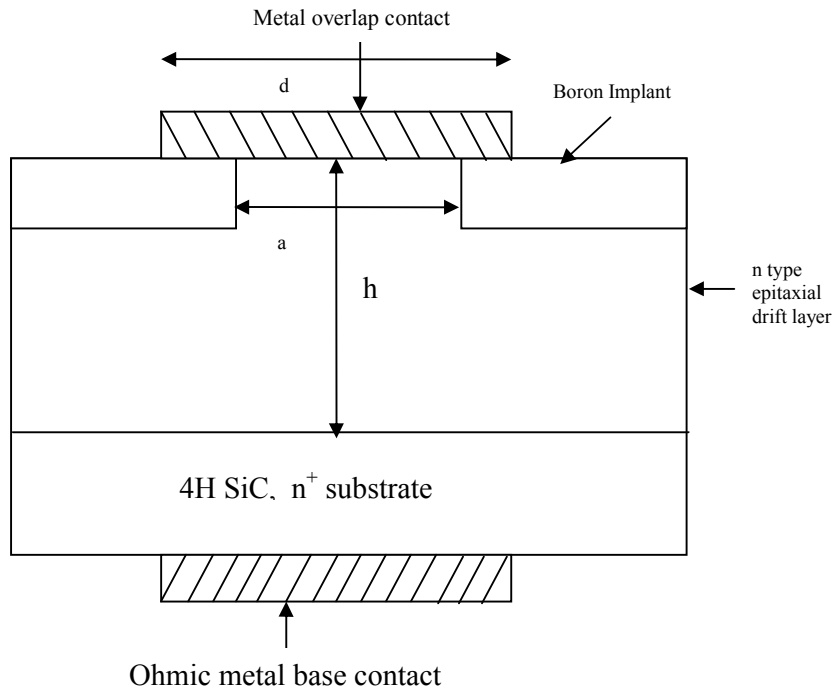 Metal overlap contact
d
Boron Implant
a
h
n type
epitaxial
drift layer
4H SiC, n+ substrate
Ohmic metal base contact